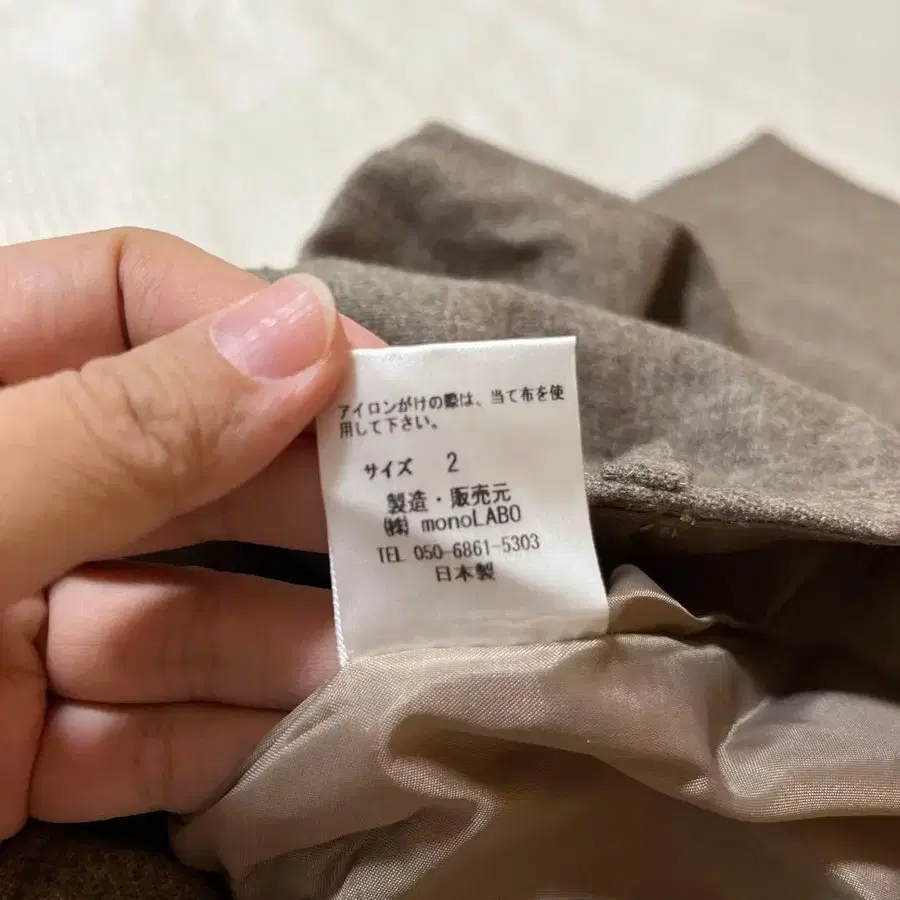 アイロンがけの際は、当て布を使
用して下さい。
サイズ 2
製造・販売元
㈱ monoLABO
TEL 050-6861-5303
日本製